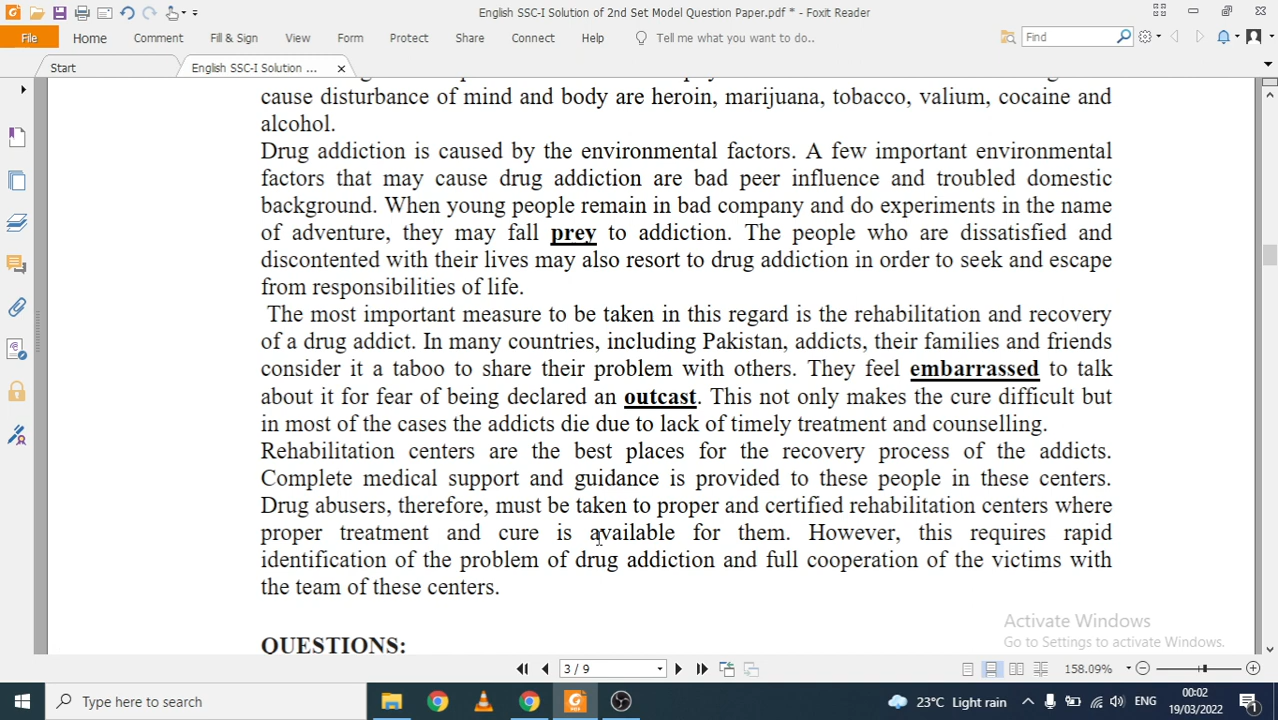 English SSC-I Solution of 2nd Set Model Question Paper.pdf * - Foxit Reader
File Home Comment Fill & Sign View Form Protect Share Connect Help Tell me what you want to do.. Find
Start English SSC-I Solution ...
cause disturbance of mind and body are heroin, marijuana, tobacco, valium, cocaine and
alcohol.
Drug addiction is caused by the environmental factors. A few important environmental
factors that may cause drug addiction are bad peer influence and troubled domestic
background. When young people remain in bad company and do experiments in the name
of adventure, they may fall prey to addiction. The people who are dissatisfied and
discontented with their lives may also resort to drug addiction in order to seek and escape
from responsibilities of life.
The most important measure to be taken in this regard is the rehabilitation and recovery
of a drug addict. In many countries, including Pakistan, addicts, their families and friends
consider it a taboo to share their problem with others. They feel embarrassed to talk
about it for fear of being declared an outcast. This not only makes the cure difficult but
in most of the cases the addicts die due to lack of timely treatment and counselling.
Rehabilitation centers are the best places for the recovery process of the addicts.
Complete medical support and guidance is provided to these people in these centers.
Drug abusers, therefore, must be taken to proper and certified rehabilitation centers where
proper treatment and cure is available for them. However, this requires rapid
identification of the problem of drug addiction and full cooperation of the victims with
the team of these centers.
QUESTIONS:
Activate Windows
Go to Settings to activate Windows.
3 / 9 158.09%
Type here to search 23°C Light rain ENG 00:02
19/03/2022